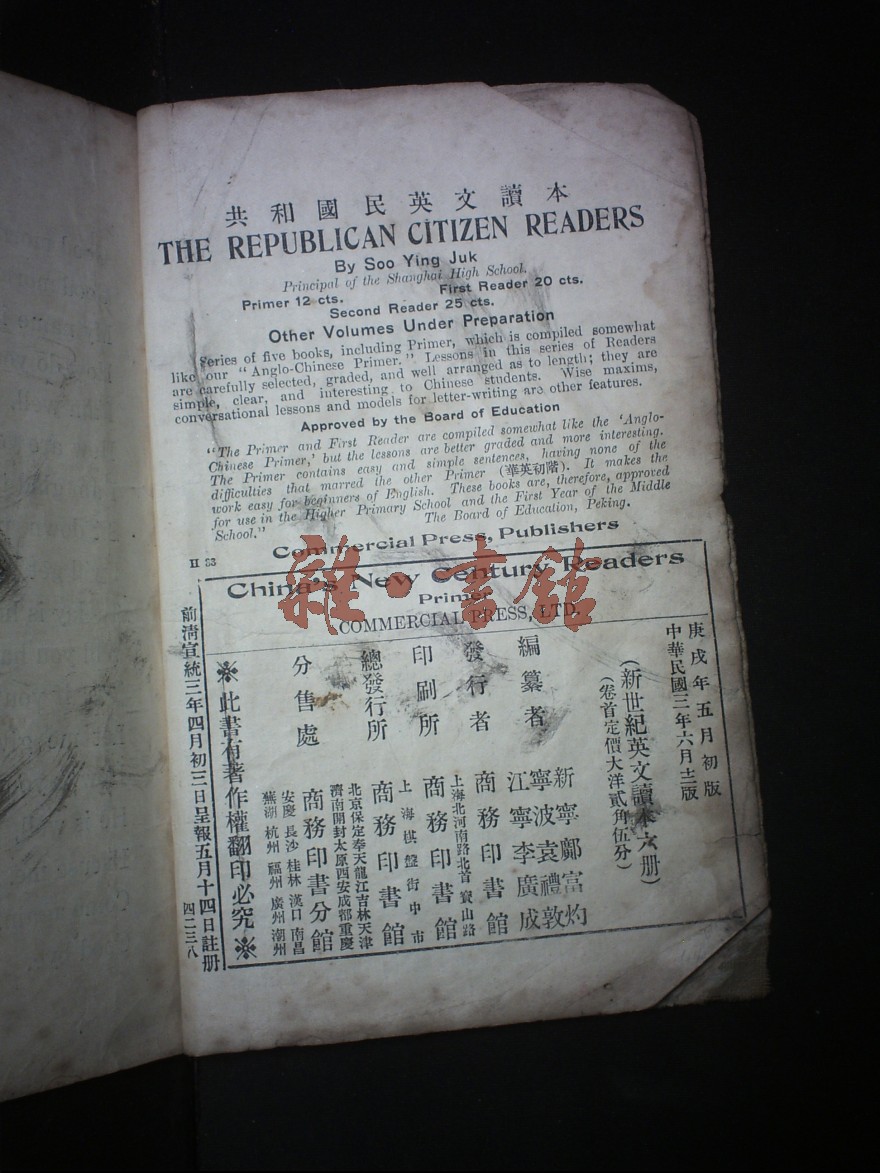 共和國民英文讀本
THE REPUBLICAN CITIZEN READERS
By Soo Ying Juk
Principal of the Shanghai High School.
Primer 12 cts. First Reader 20 cts.
Second Reader 25 cts.
Other Volumes Under Preparation
Series of five books, including Primer, which is compiled somewhat
like our "Anglo-Chinese Primer." Lessons in this series of Readers
are carefully selected, graded, and well arranged as to length; they are
simple, clear, and interesting to Chinese students. Wise maxims,
conversational lessons and models for letter-writing are other features.
Approved by the Board of Education
"The Primer and First Reader are compiled somewhat like the 'Anglo-
Chinese Primer,' but the lessons are better graded and more interesting.
The Primer contains easy and simple sentences, having none of the
difficulties that marred the other Primer (華英初階). It makes the
work easy for beginners of English. These books are, therefore, approved
for use in the Higher Primary School and the First Year of the Middle
School." The Board of Education, Peking.
Commercial Press, Publishers
II 33
China's New Century Readers
Primer
COMMERCIAL PRESS, LTD.
雜·書館
庚戌年五月初版
中華民國三年六月十二版
(新世紀英文讀本六册)
(卷首定價大洋貳角伍分)
編纂者
新寧鄺富灼
寧波袁禮敦
江寧李廣成
發行者 商務印書館
上海北河南路北首寶山路
印刷所 商務印書館
上海棋盤街中市
總發行所 商務印書館
北京保定奉天龍江吉林天津
濟南開封太原西安成都重慶
分售處 商務印書分館
安慶長沙桂林漢口南昌
蕪湖杭州福州廣州潮州
※此書有著作權翻印必究※
前淸宣統三年四月初三日呈報五月十四日註册
四二三八